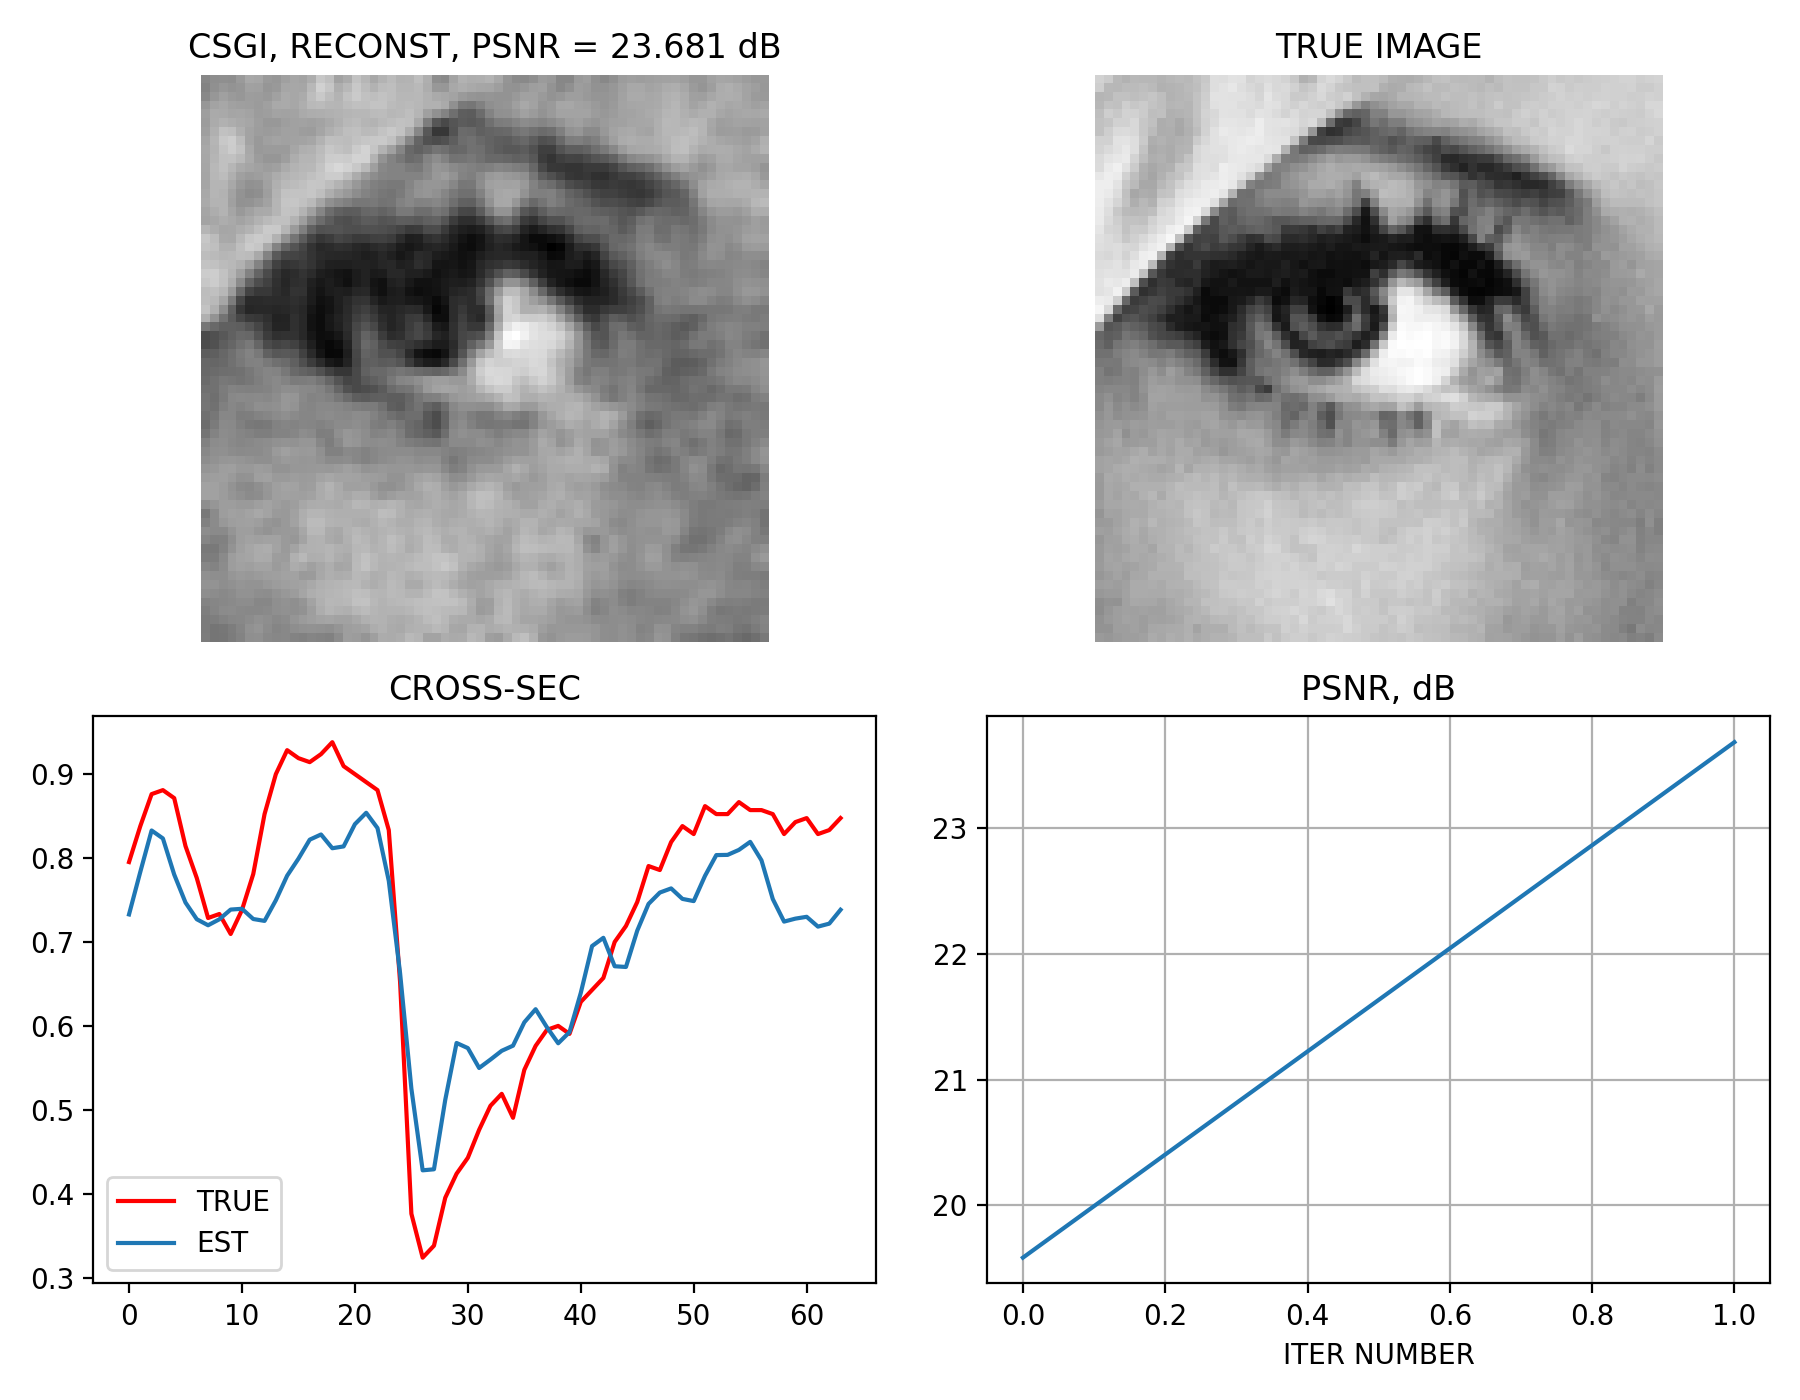 CSGI, RECONST, PSNR = 23.681 dB
TRUE IMAGE
CROSS-SEC
0.9
0.8
0.7
0.6
0.5
0.4
0.3
TRUE
EST
0 10 20 30 40 50 60
PSNR, dB
23
22
21
20
0.0 0.2 0.4 0.6 0.8 1.0
ITER NUMBER